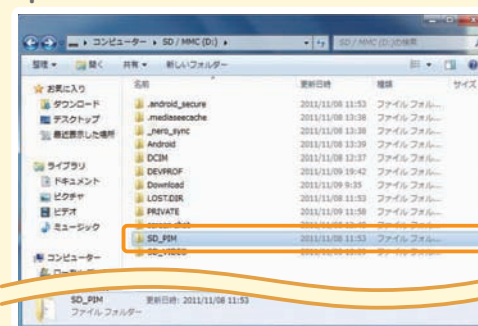 コンピューター ▸ SD / MMC (D:) ▸
SD / MMC (D:)の検索
整理 ▾ 開く 共有 ▾ 新しいフォルダー
名前 更新日時 種類 サイズ
お気に入り
ダウンロード
デスクトップ
最近表示した場所
ライブラリ
ドキュメント
ピクチャ
ビデオ
ミュージック
コンピューター
.android_secure 2011/11/08 11:53 ファイル フォル...
.mediaseecache 2011/11/08 13:38 ファイル フォル...
_nero_sync 2011/11/08 13:38 ファイル フォル...
Android 2011/11/08 13:39 ファイル フォル...
DCIM 2011/11/08 12:37 ファイル フォル...
DEVPROF 2011/11/09 19:42 ファイル フォル...
Download 2011/11/09 9:35 ファイル フォル...
LOST.DIR 2011/11/08 11:53 ファイル フォル...
PRIVATE 2011/11/09 11:58 ファイル フォル...
SD_PIM 2011/11/08 11:53 ファイル フォル...
SD_VIDEO
SD_PIM 更新日時: 2011/11/08 11:53
ファイル フォルダー